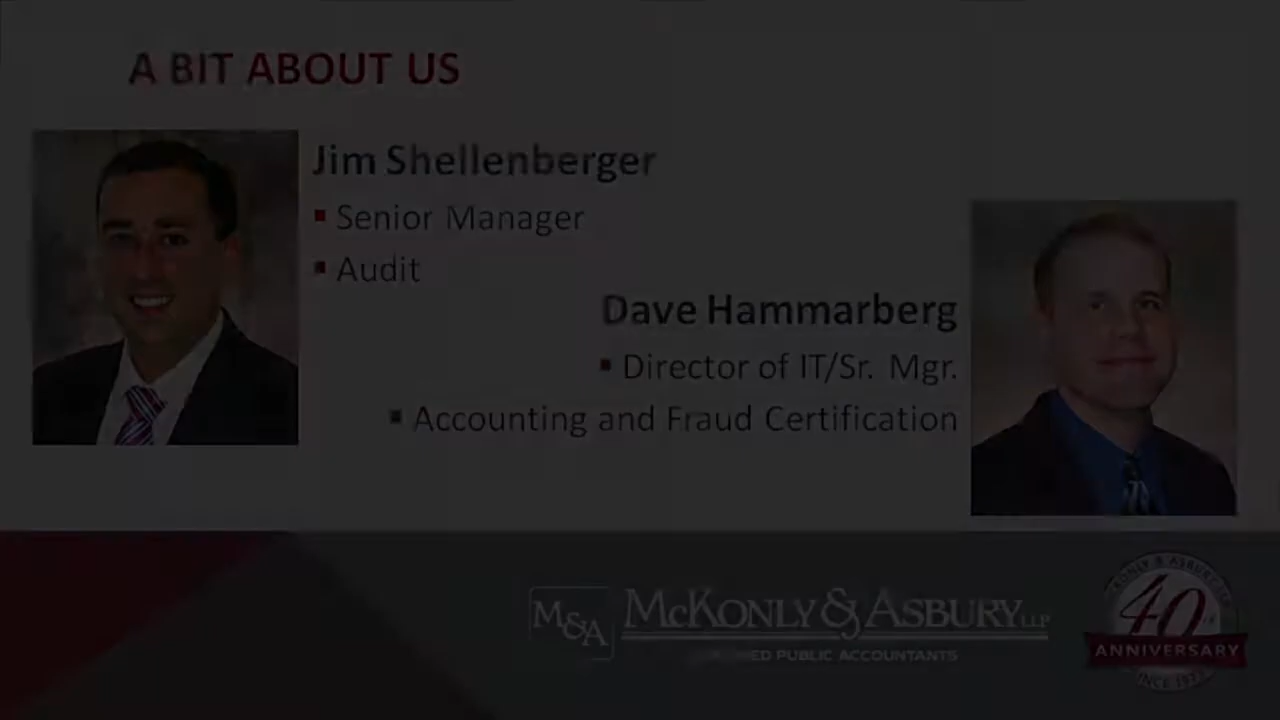 A BIT ABOUT US
Jim Shellenberger
▪ Senior Manager
▪ Audit
Dave Hammarberg
▪ Director of IT/Sr. Mgr.
▪ Accounting and Fraud Certification
M&A
McKONLY & ASBURY LLP
PUBLIC ACCOUNTANTS
40
ANNIVERSARY